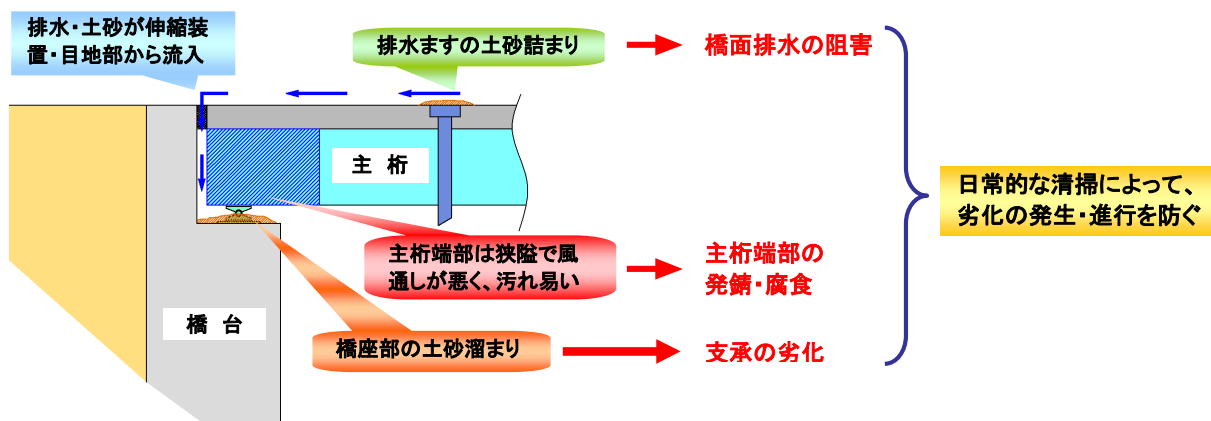 排水・土砂が伸縮装
置・目地部から流入
排水ますの土砂詰まり
橋面排水の阻害
主 桁
日常的な清掃によって、
劣化の発生・進行を防ぐ
主桁端部は狭隘で風
通しが悪く、汚れ易い
主桁端部の
発錆・腐食
橋 台
橋座部の土砂溜まり
支承の劣化